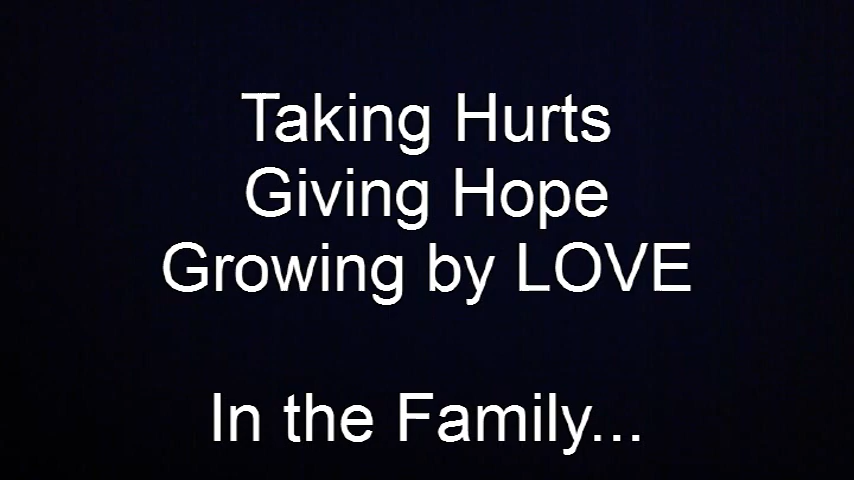 Taking Hurts
Giving Hope
Growing by LOVE
In the Family...